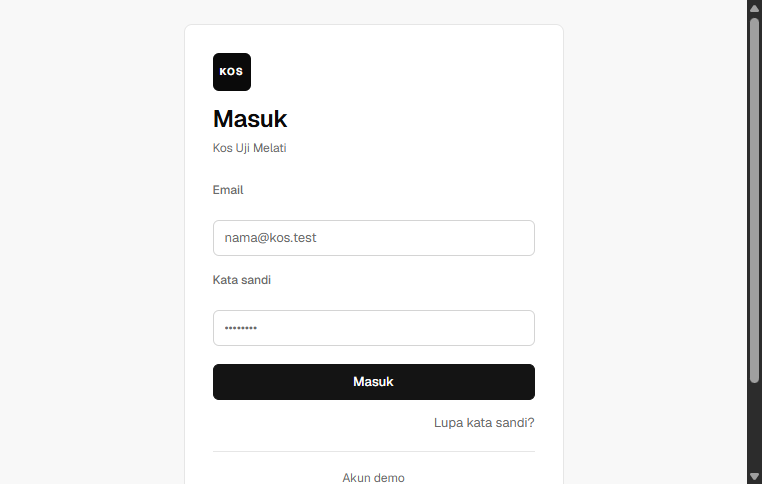 KOS
Masuk
Kos Uji Melati
Email
nama@kos.test
Kata sandi
••••••••
Masuk
Lupa kata sandi?
Akun demo